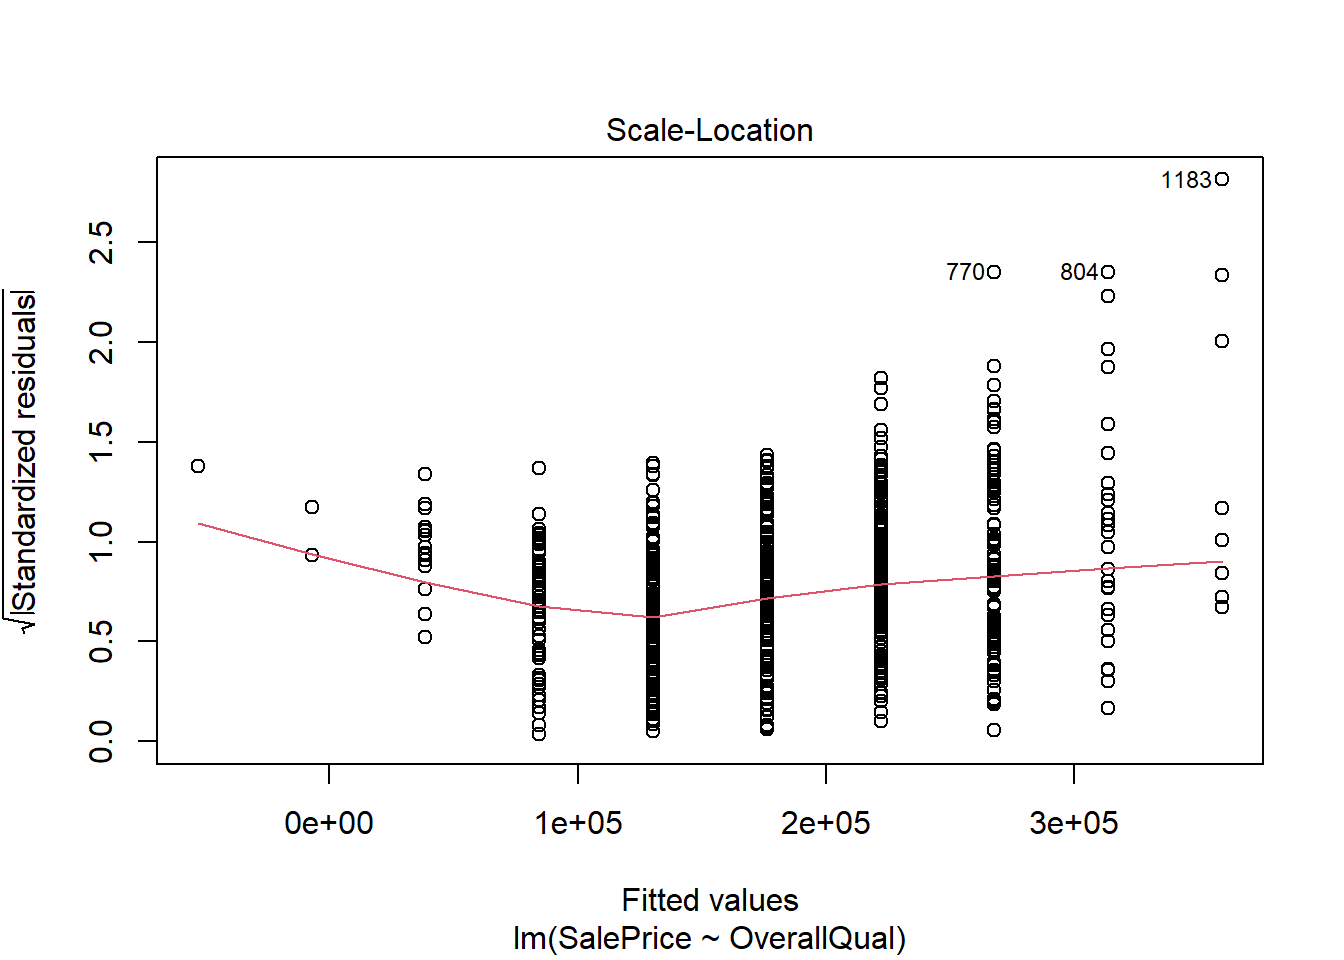 Scale-Location
1183
770
804
2.5
2.0
1.5
1.0
0.5
0.0
√|Standardized residuals|
0e+00 1e+05 2e+05 3e+05
Fitted values
lm(SalePrice ~ OverallQual)